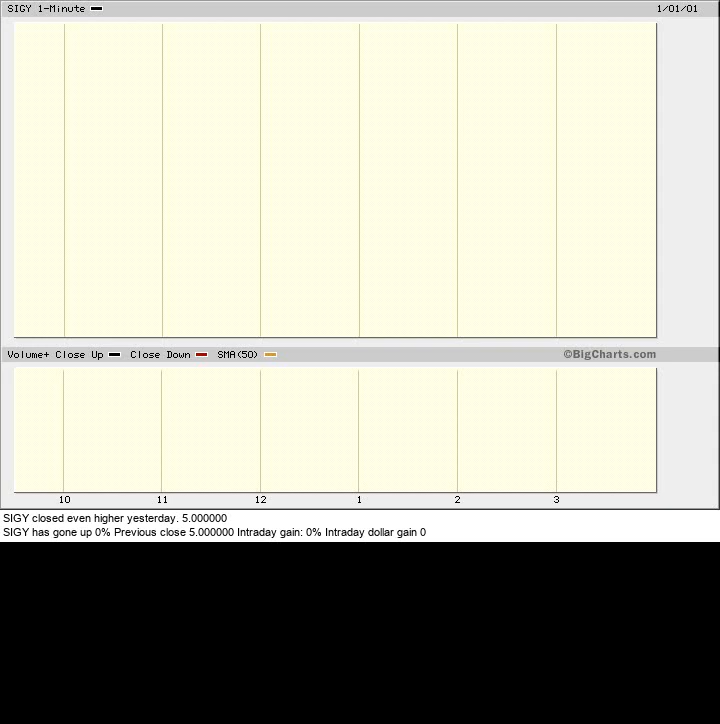 SIGY 1-Minute 1/01/01
Volume+ Close Up Close Down SMA(50) ©BigCharts.com
10 11 12 1 2 3
SIGY closed even higher yesterday. 5.000000
SIGY has gone up 0% Previous close 5.000000 Intraday gain: 0% Intraday dollar gain 0